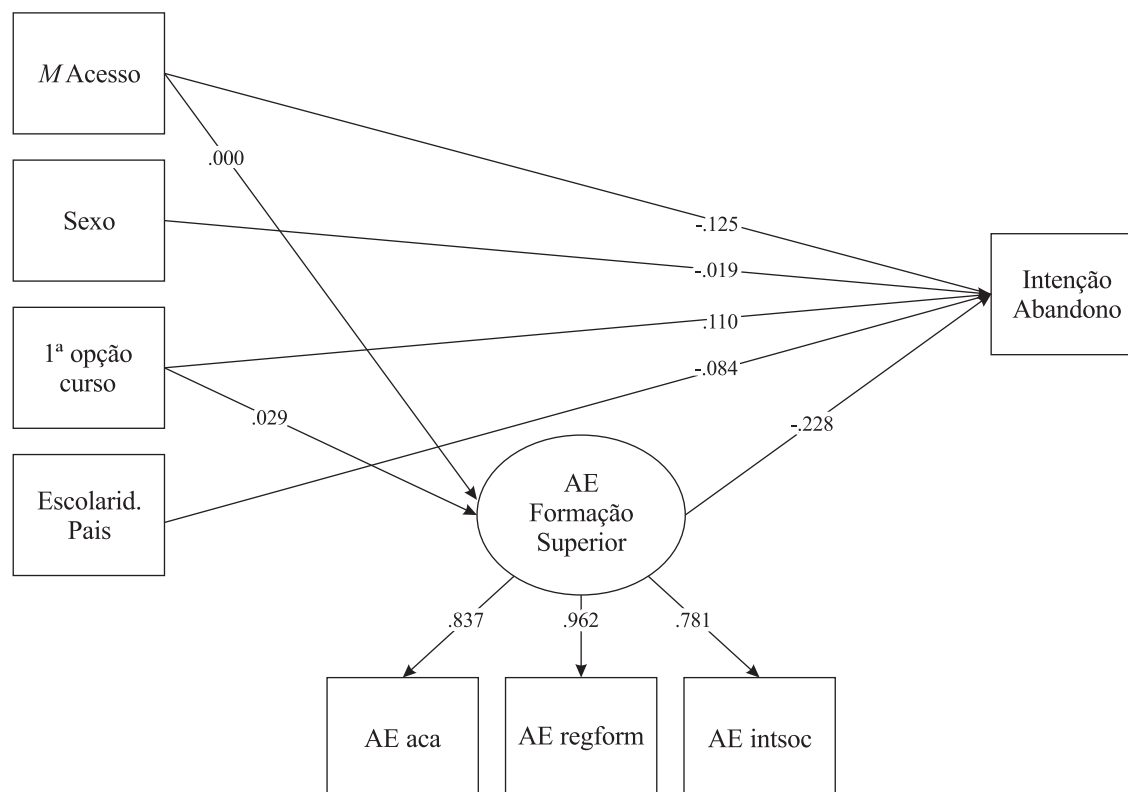 M Acesso
.000
-.125
Sexo
-.019
Intenção
Abandono
1ª opção
curso
.110
-.084
.029
-.228
Escolarid.
Pais
AE
Formação
Superior
.837
.962
.781
AE aca
AE regform
AE intsoc